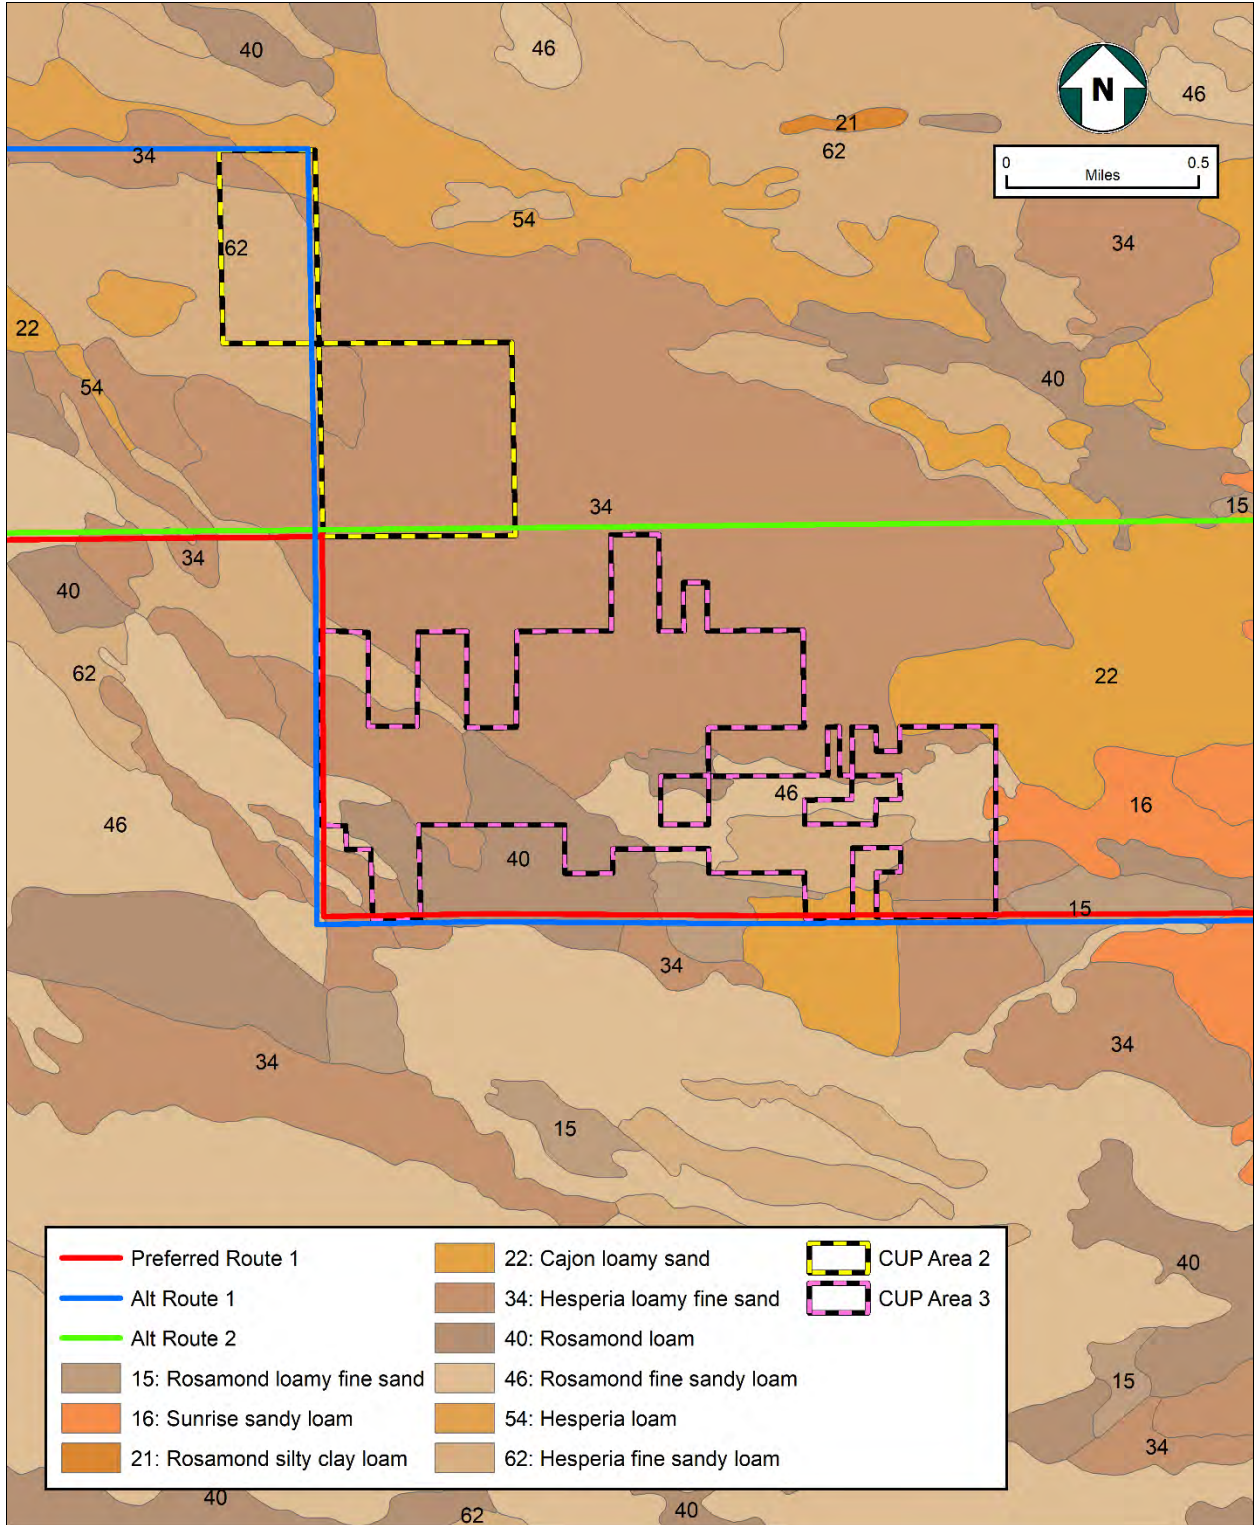 40
46
46
N
21
62
0 0.5
Miles
34
54
62
34
22
54
40
34
15
34
40
62
22
46
46
16
40
15
34
34
34
15
40
15
34
Preferred Route 1
Alt Route 1
Alt Route 2
15: Rosamond loamy fine sand
16: Sunrise sandy loam
21: Rosamond silty clay loam
22: Cajon loamy sand
34: Hesperia loamy fine sand
40: Rosamond loam
46: Rosamond fine sandy loam
54: Hesperia loam
62: Hesperia fine sandy loam
CUP Area 2
CUP Area 3
40
62
40